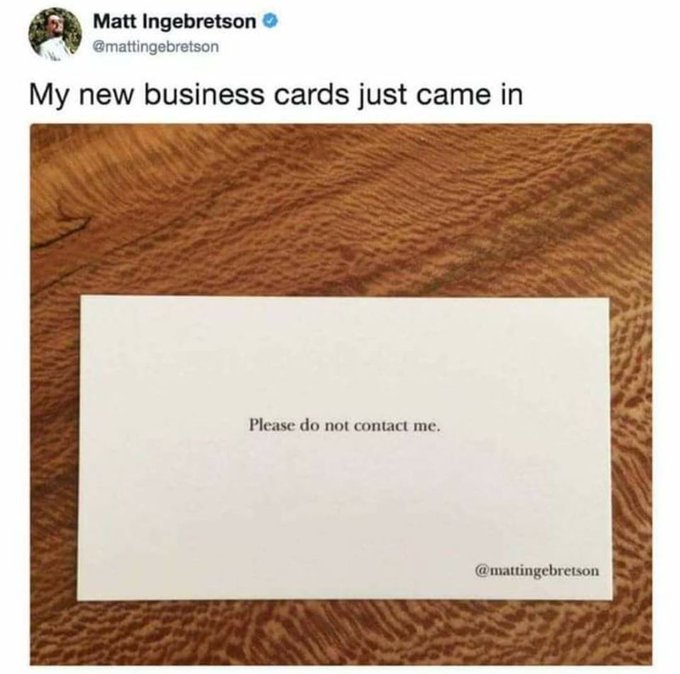 Matt Ingebretson
@mattingebretson
My new business cards just came in
Please do not contact me.
@mattingebretson